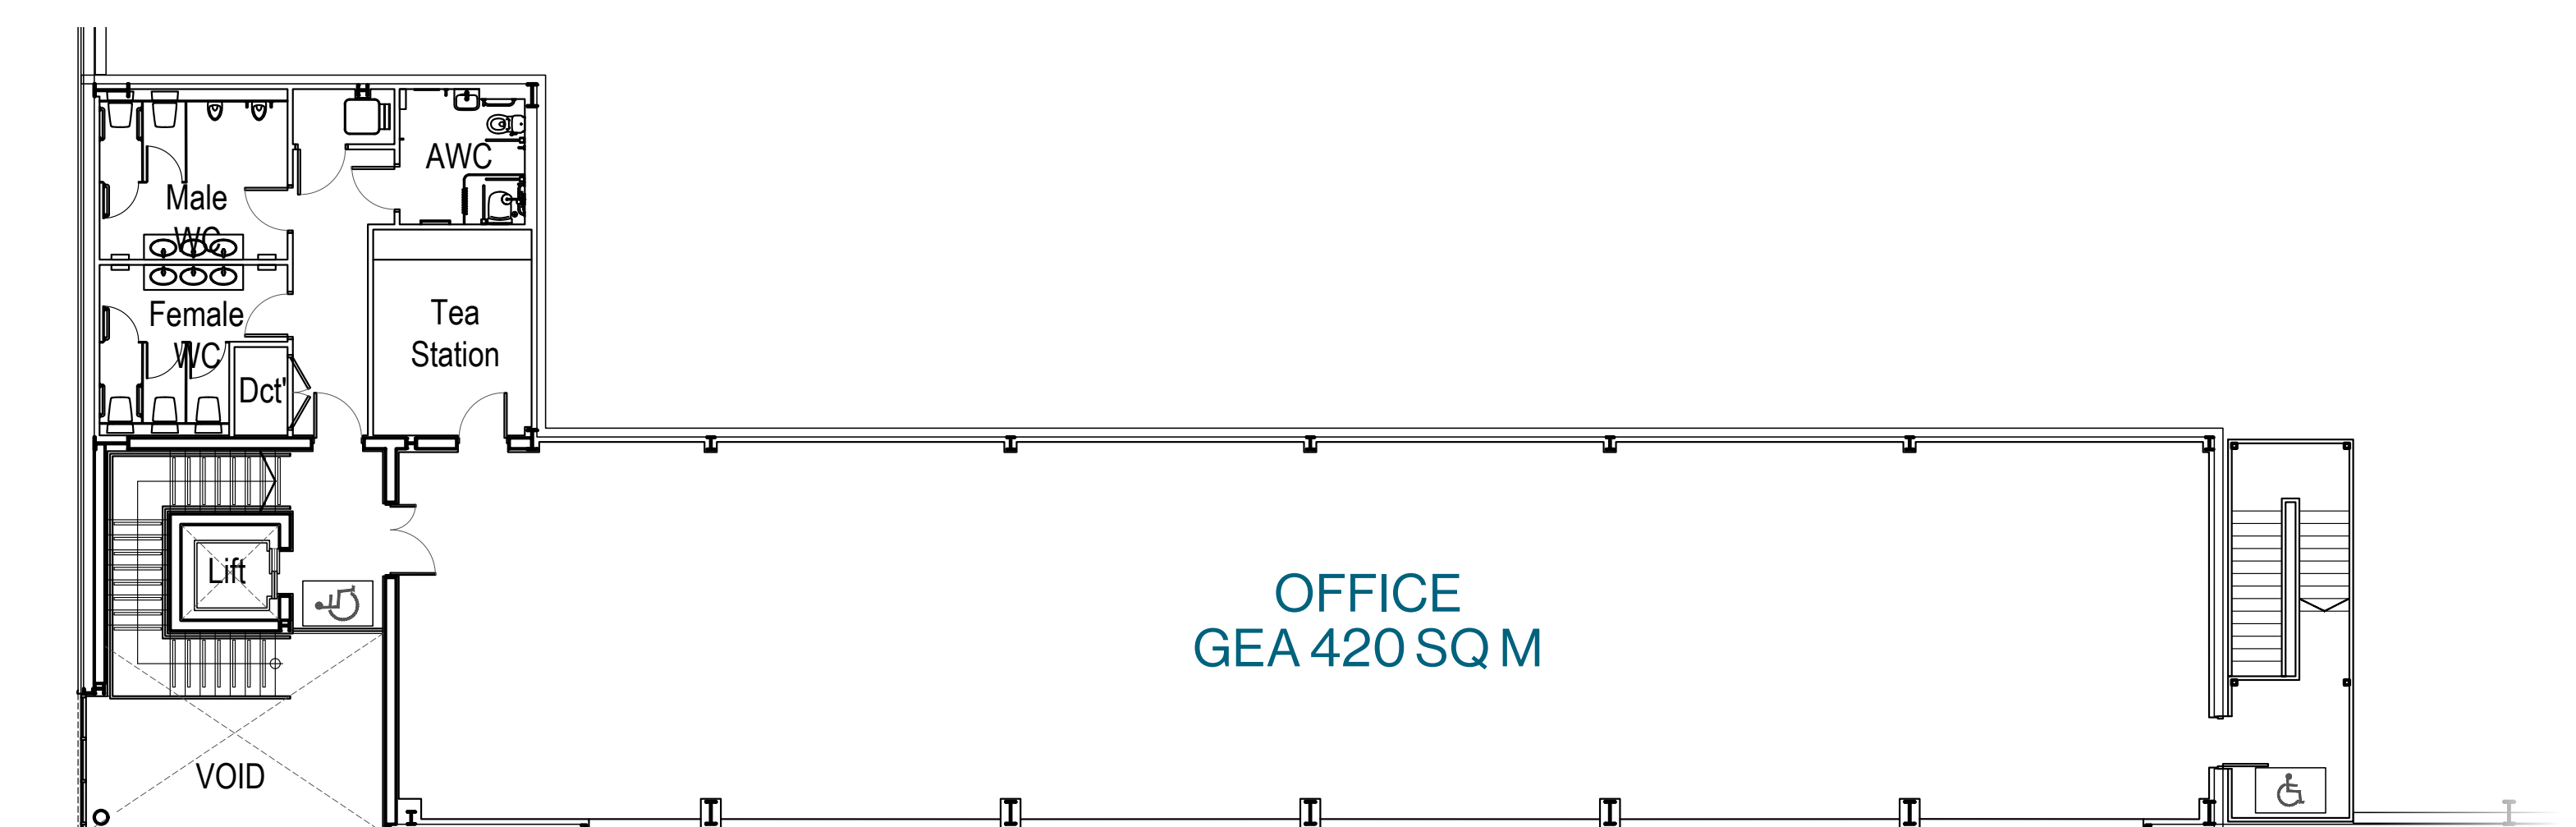 AWC
Male
WC
Female
WC
Tea
Station
Dct'
Lift
OFFICE
GEA 420 SQ M
VOID